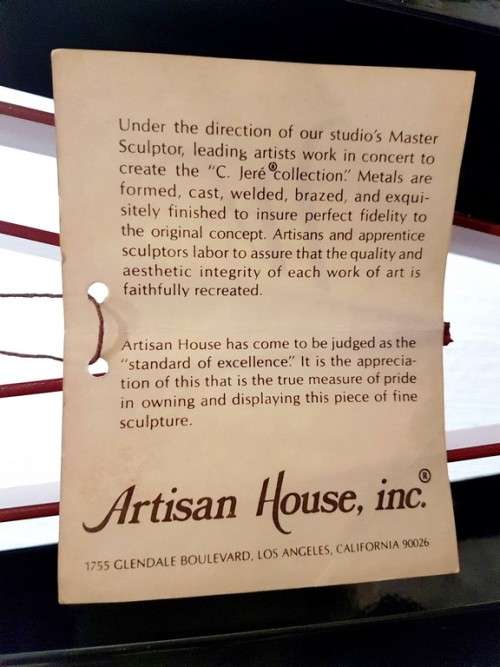 Under the direction of our studio's Master
Sculptor, leading artists work in concert to
create the "C. Jeré® collection." Metals are
formed, cast, welded, brazed, and exqui-
sitely finished to insure perfect fidelity to
the original concept. Artisans and apprentice
sculptors labor to assure that the quality and
aesthetic integrity of each work of art is
faithfully recreated.
Artisan House has come to be judged as the
"standard of excellence." It is the apprecia-
tion of this that is the true measure of pride
in owning and displaying this piece of fine
sculpture.
Artisan House, inc.®
1755 GLENDALE BOULEVARD, LOS ANGELES, CALIFORNIA 90026